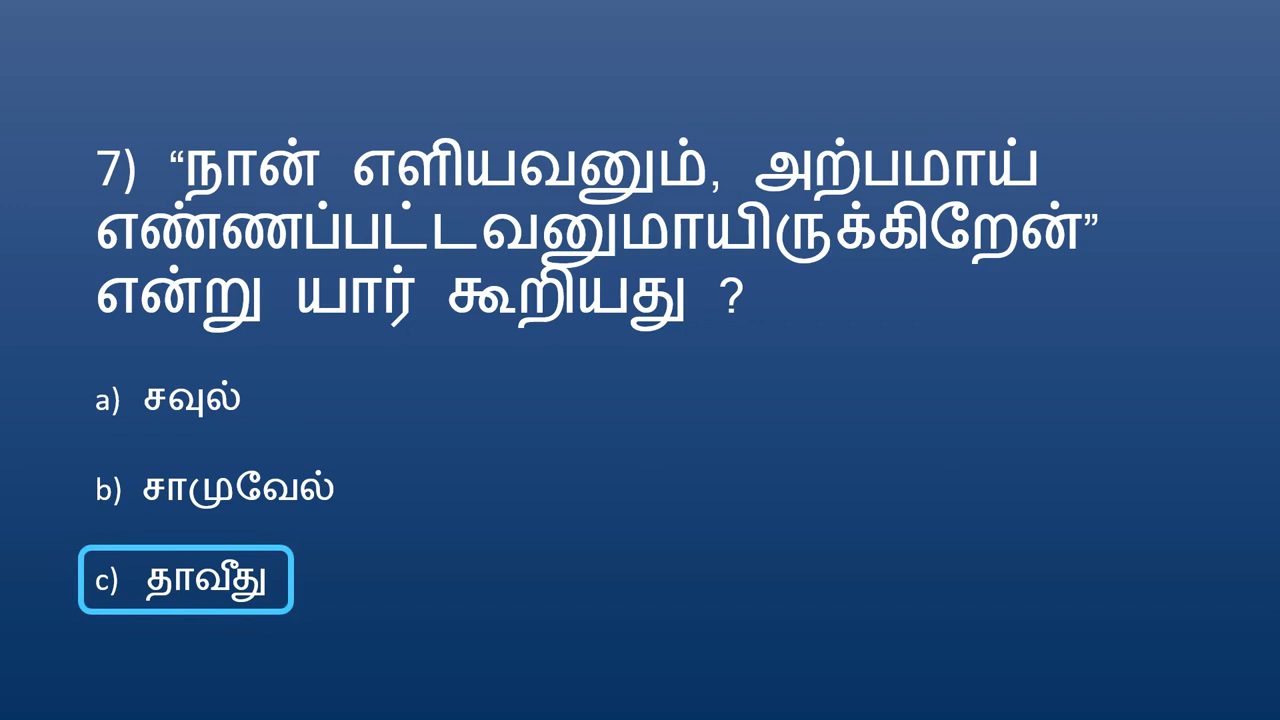 7) “நான் எளியவனும், அற்பமாய்
எண்ணப்பட்டவனுமாயிருக்கிறேன்”
என்று யார் கூறியது ?
a) சவுல்
b) சாமுவேல்
c) தாவீது